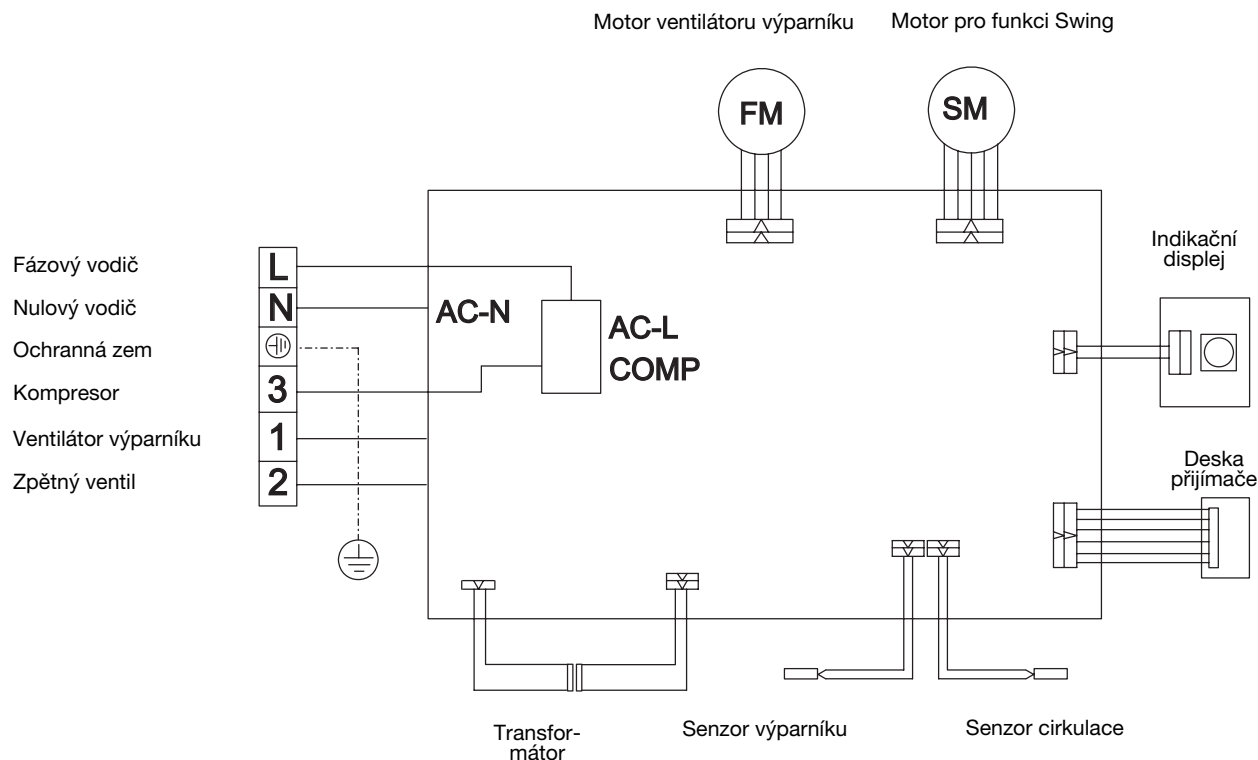 Motor ventilátoru výparníku
Motor pro funkci Swing
FM
SM
Indikační
displej
Fázový vodič
L
Nulový vodič
N
AC-N
AC-L
Ochranná zem
COMP
Kompresor
3
Ventilátor výparníku
1
Zpětný ventil
2
Deska
přijímače
Transfor-
mátor
Senzor výparníku
Senzor cirkulace